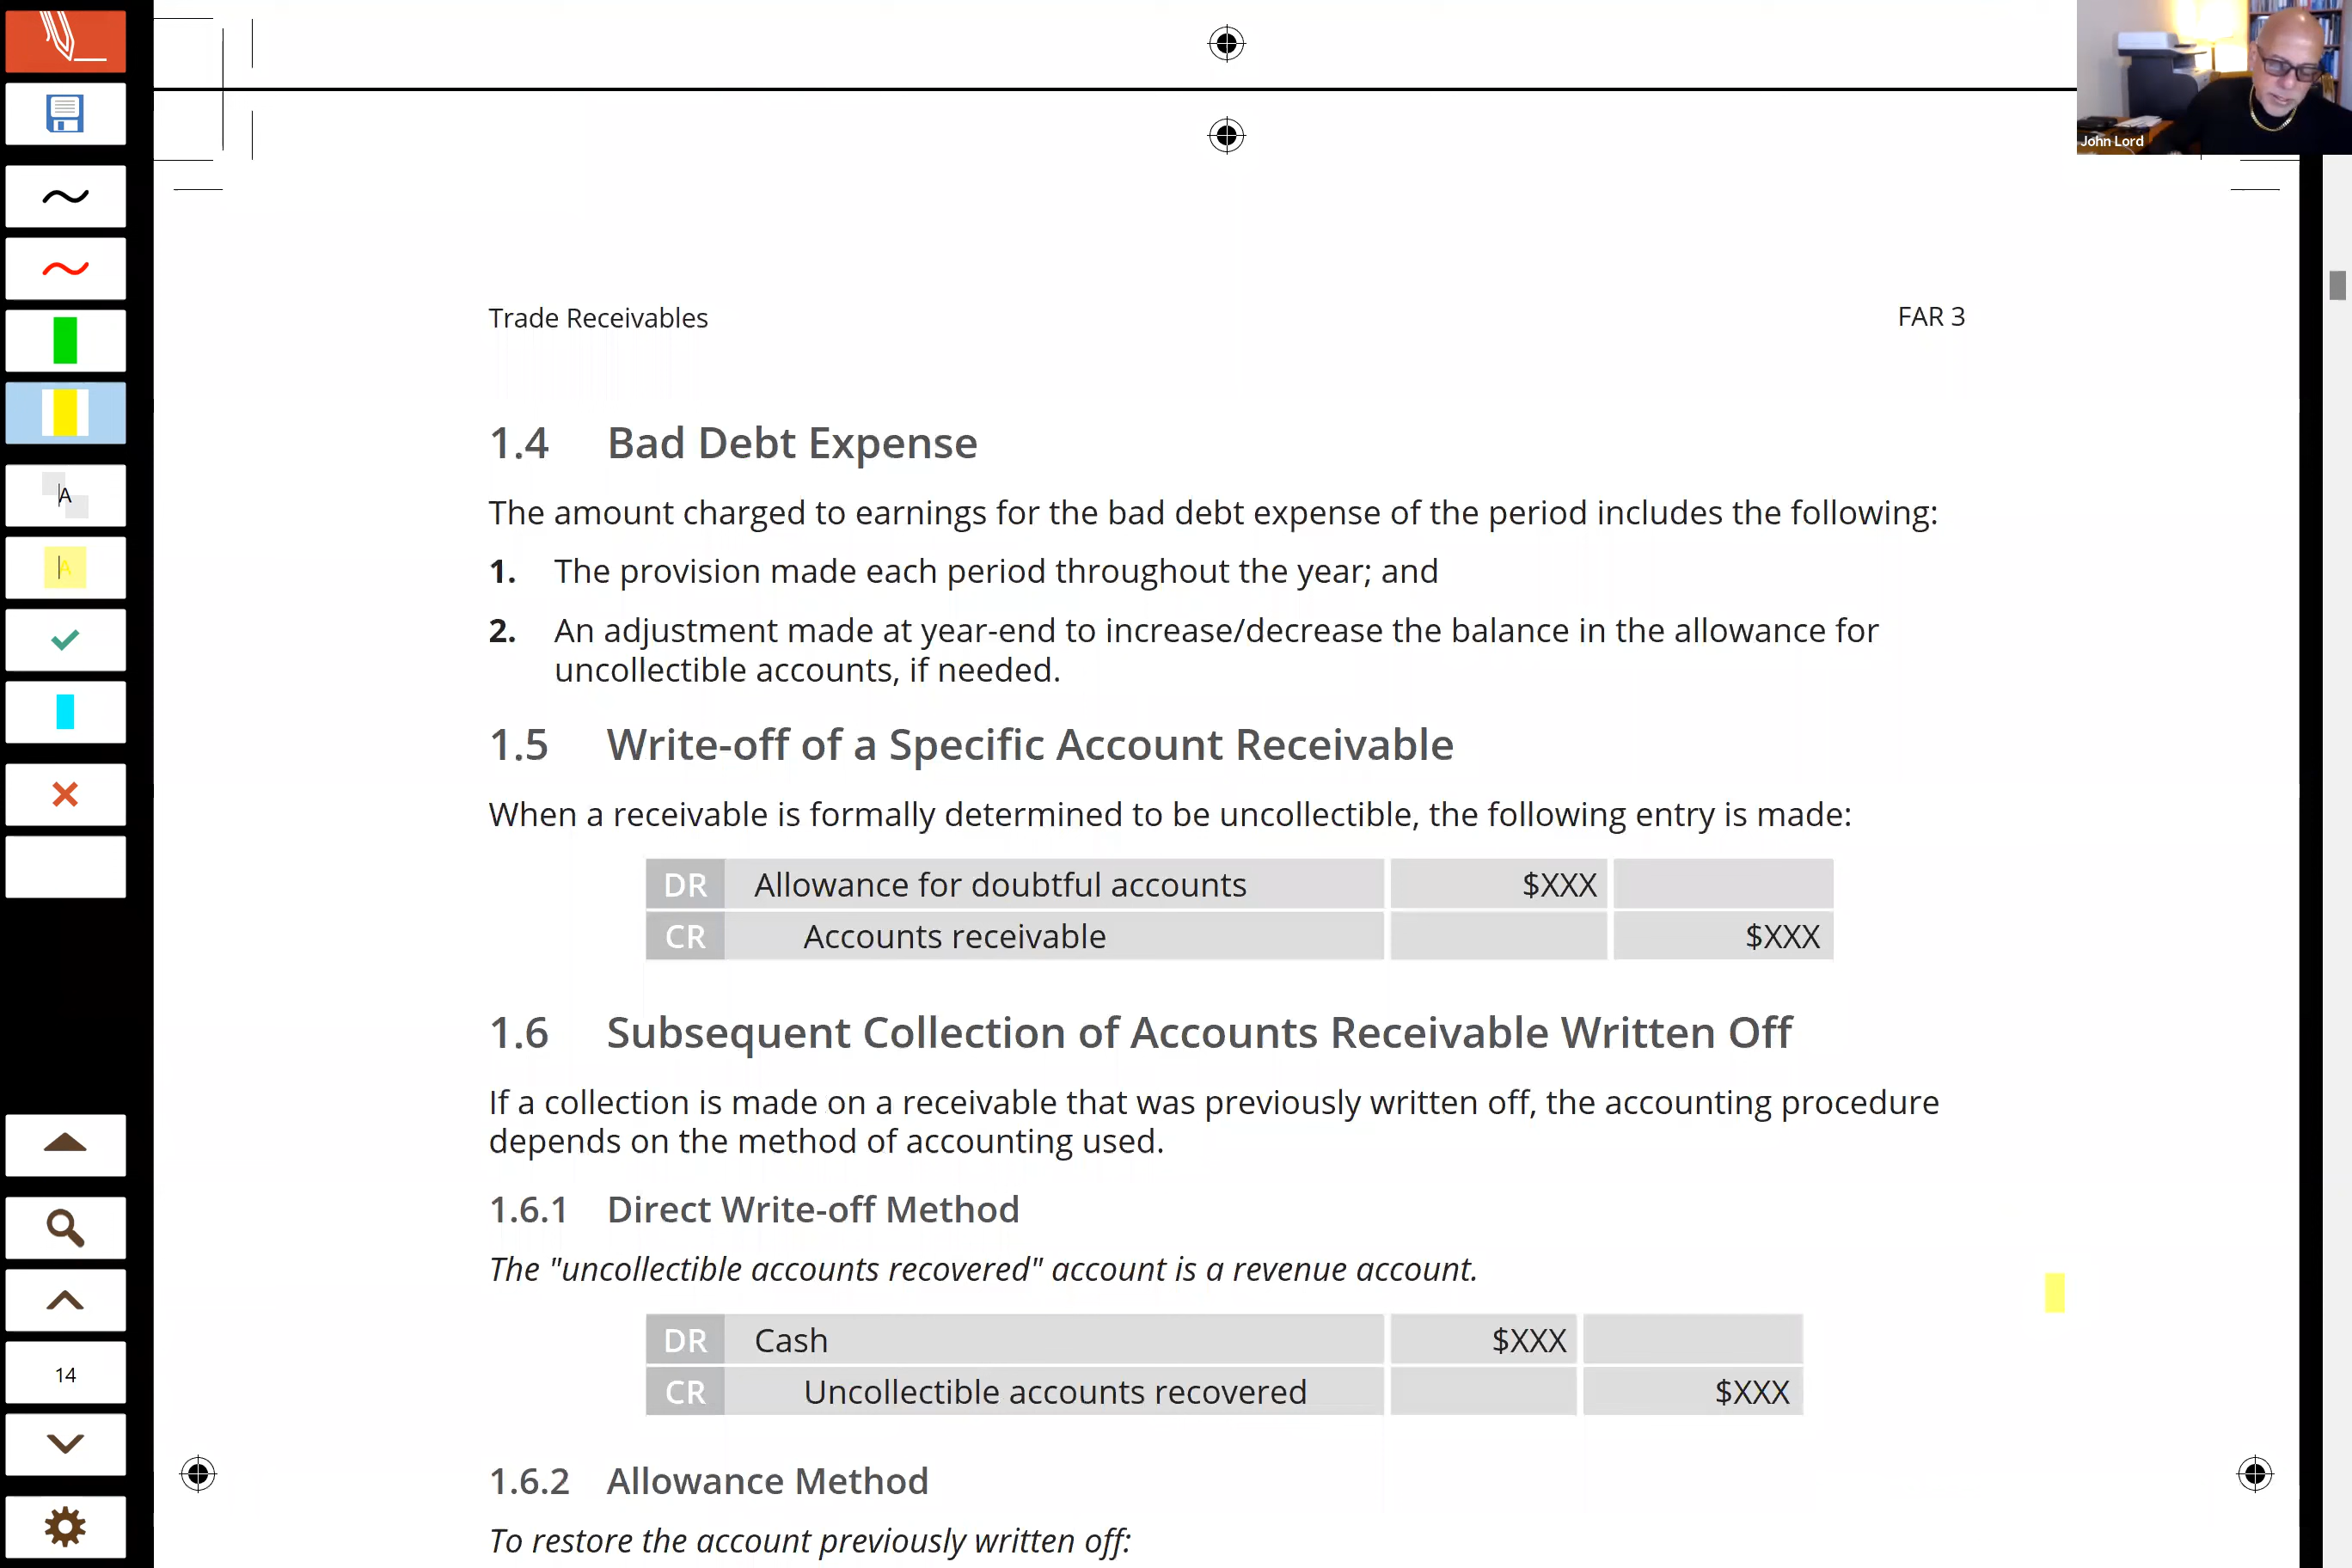 John Lord
Trade Receivables FAR 3
1.4 Bad Debt Expense
The amount charged to earnings for the bad debt expense of the period includes the following:
1. The provision made each period throughout the year; and
2. An adjustment made at year-end to increase/decrease the balance in the allowance for
uncollectible accounts, if needed.
1.5 Write-off of a Specific Account Receivable
When a receivable is formally determined to be uncollectible, the following entry is made:
DR Allowance for doubtful accounts $XXX
CR Accounts receivable $XXX
1.6 Subsequent Collection of Accounts Receivable Written Off
If a collection is made on a receivable that was previously written off, the accounting procedure
depends on the method of accounting used.
1.6.1 Direct Write-off Method
The "uncollectible accounts recovered" account is a revenue account.
DR Cash $XXX
CR Uncollectible accounts recovered $XXX
1.6.2 Allowance Method
To restore the account previously written off:
A
A
14